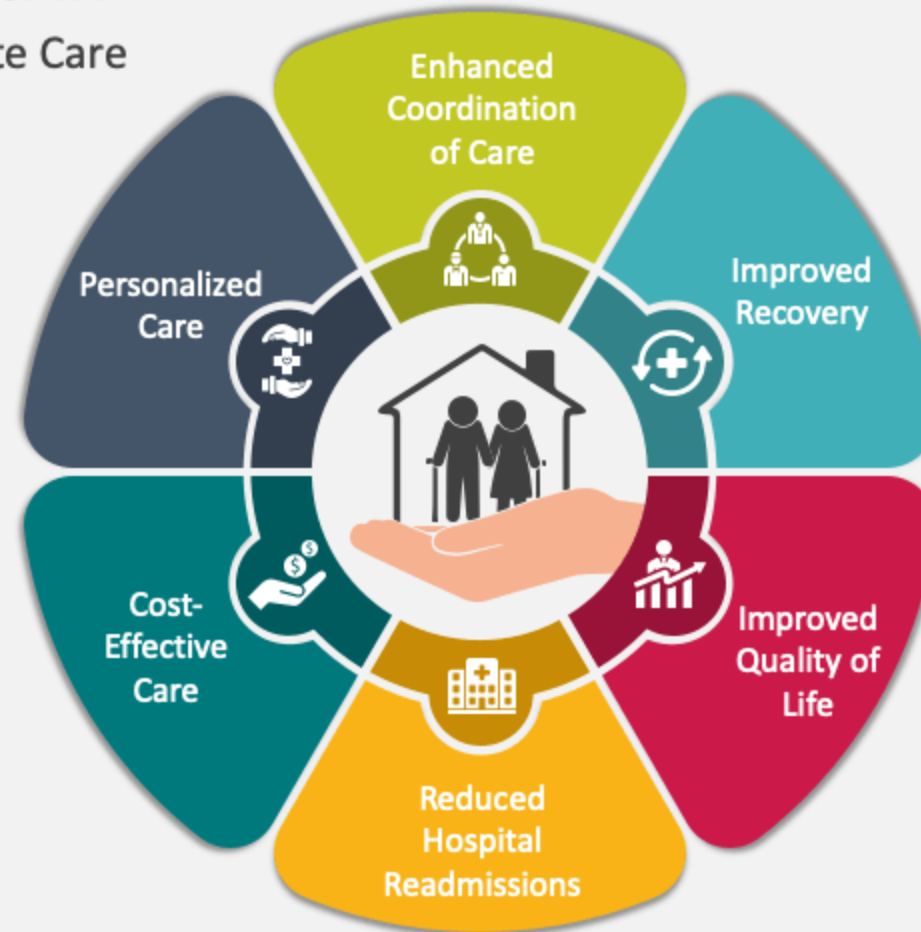 Care
Enhanced
Coordination
of Care
Improved
Recovery
Improved
Quality of
Life
Reduced
Hospital
Readmissions
Cost-
Effective
Care
Personalized
Care